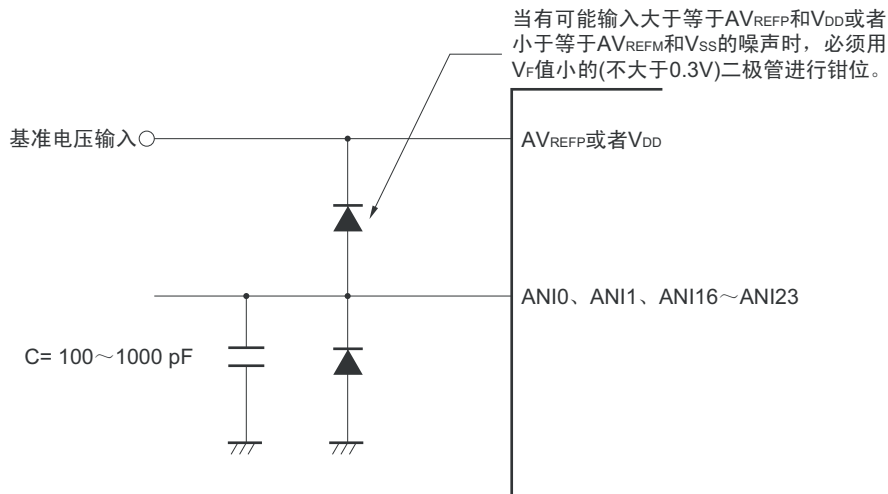 当有可能输入大于等于AVREFP和VDD或者
小于等于AVREFM和VSS的噪声时，必须用
VF值小的(不大于0.3V)二极管进行钳位。
基准电压输入
AVREFP或者VDD
ANI0、ANI1、ANI16～ANI23
C= 100～1000 pF